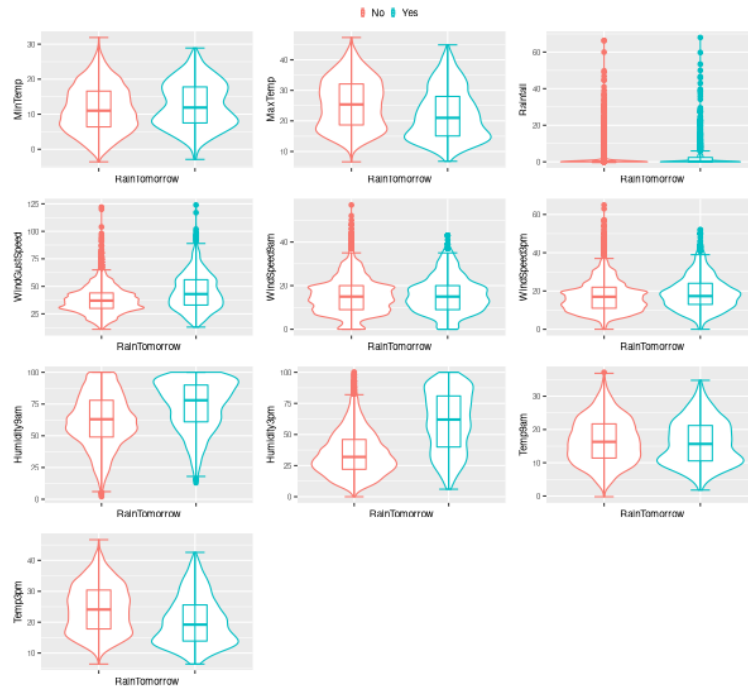 No Yes
MinTemp
30
20
10
0
RainTomorrow
MaxTemp
40
30
20
10
RainTomorrow
Rainfall
60
40
20
0
RainTomorrow
WindGustSpeed
125
100
75
50
25
RainTomorrow
WindSpeed9am
40
20
0
RainTomorrow
WindSpeed3pm
60
40
20
0
RainTomorrow
Humidity9am
100
75
50
25
0
RainTomorrow
Humidity3pm
100
75
50
25
0
RainTomorrow
Temp9am
30
20
10
0
RainTomorrow
Temp3pm
40
30
20
10
RainTomorrow